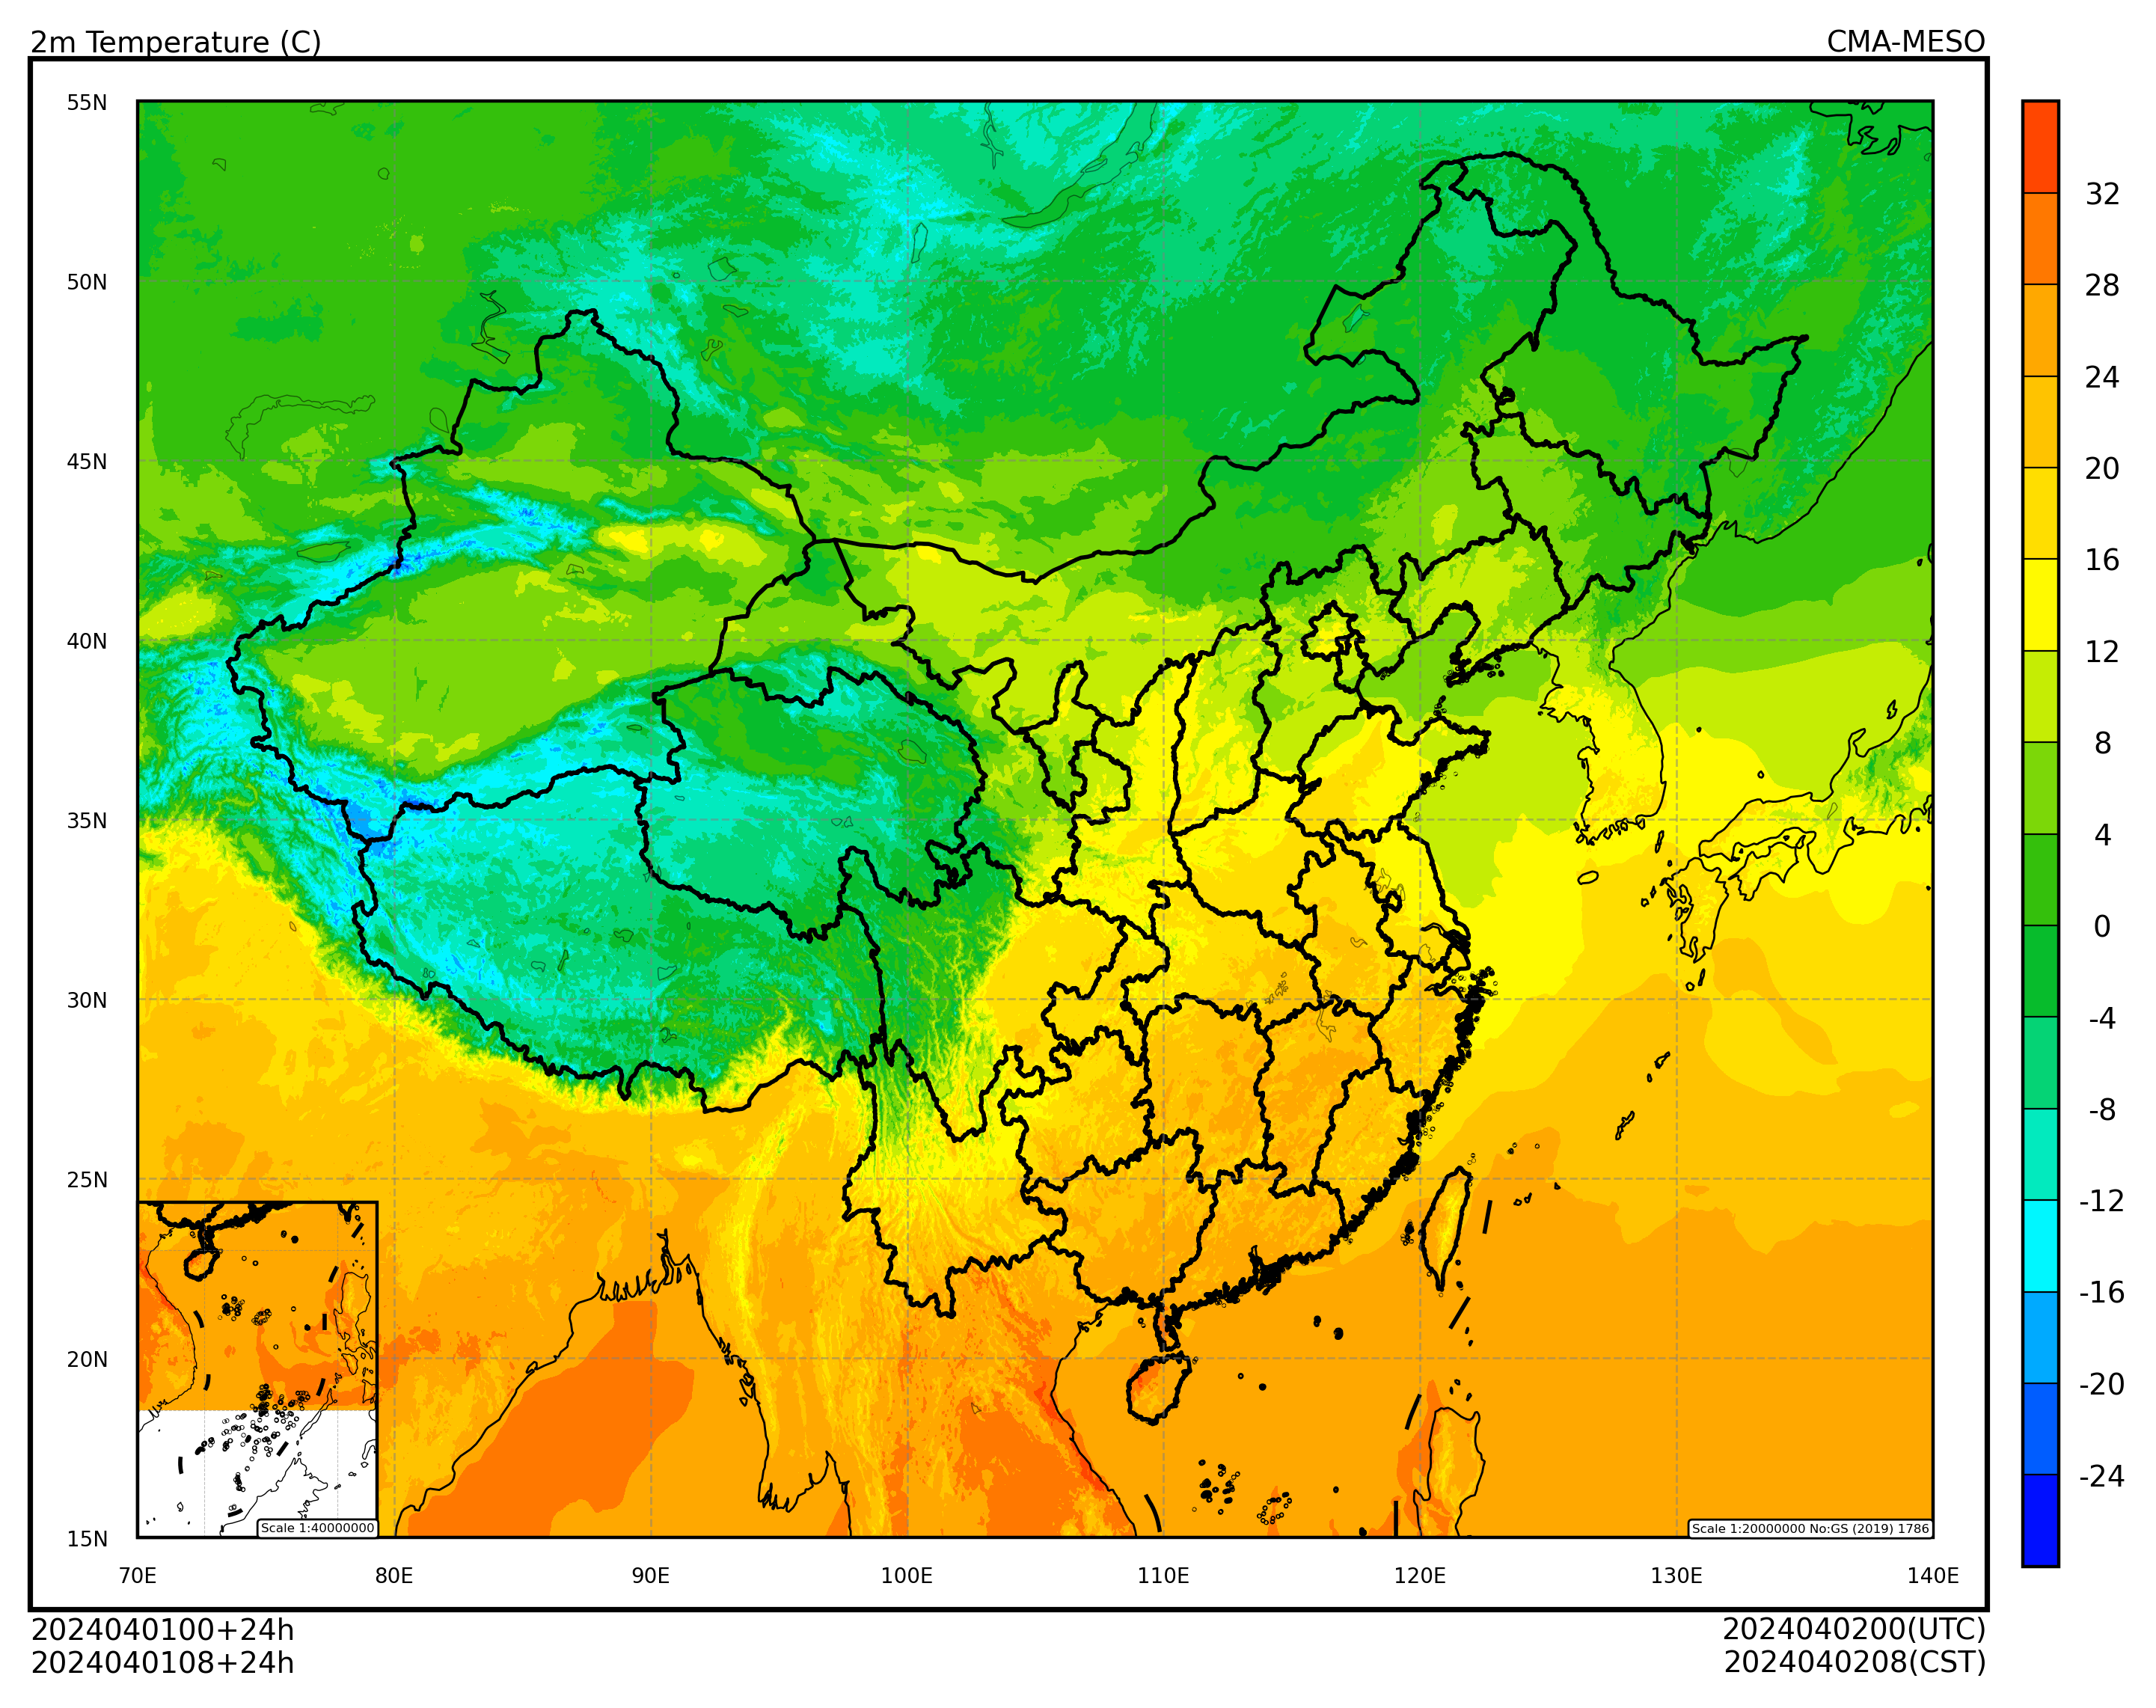 2m Temperature (C)
CMA-MESO
55N
50N
45N
40N
35N
30N
25N
20N
15N
70E
80E
90E
100E
110E
120E
130E
140E
32
28
24
20
16
12
8
4
0
-4
-8
-12
-16
-20
-24
Scale 1:40000000
Scale 1:20000000 No:GS (2019) 1786
2024040100+24h
2024040108+24h
2024040200(UTC)
2024040208(CST)